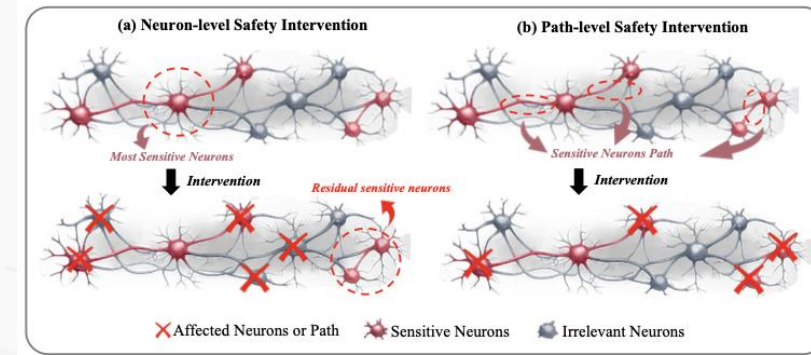 (a) Neuron-level Safety Intervention
(b) Path-level Safety Intervention
Most Sensitive Neurons
Sensitive Neurons Path
Intervention
Residual sensitive neurons
Intervention
Affected Neurons or Path
Sensitive Neurons
Irrelevant Neurons